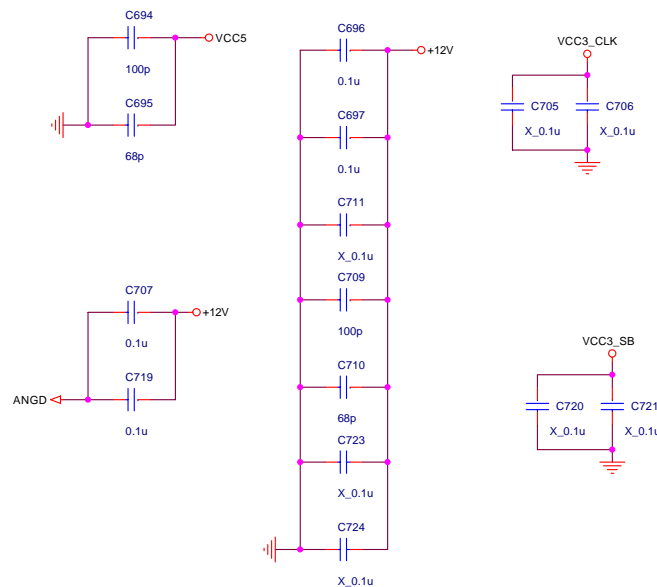 C694
VCC5
100p
C695
68p
C696
+12V
0.1u
C697
0.1u
C711
X_0.1u
C709
100p
C710
68p
C723
X_0.1u
C724
X_0.1u
VCC3_CLK
C705
C706
X_0.1u
X_0.1u
C707
+12V
0.1u
C719
ANGD
0.1u
VCC3_SB
C720
C721
X_0.1u
X_0.1u